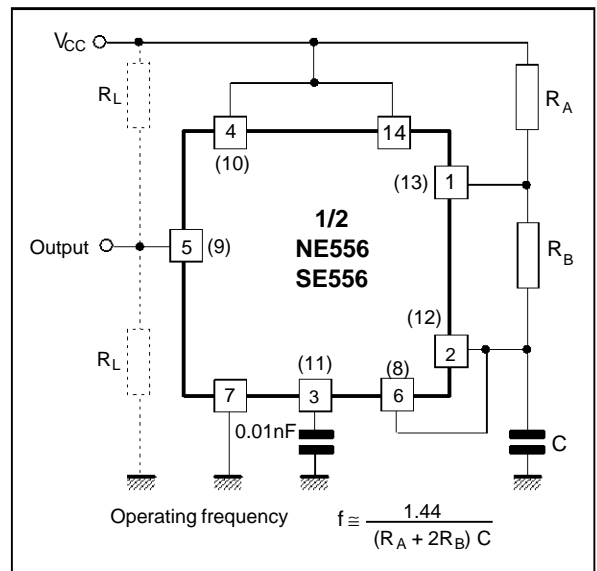 VCC
RL
RA
4
14
(10)
(13)
1
1/2
NE556
SE556
Output
5
(9)
RB
(12)
2
RL
(11)
(8)
7
3
6
0.01nF
C
Operating frequency f ≅ 1.44
(RA + 2RB) C